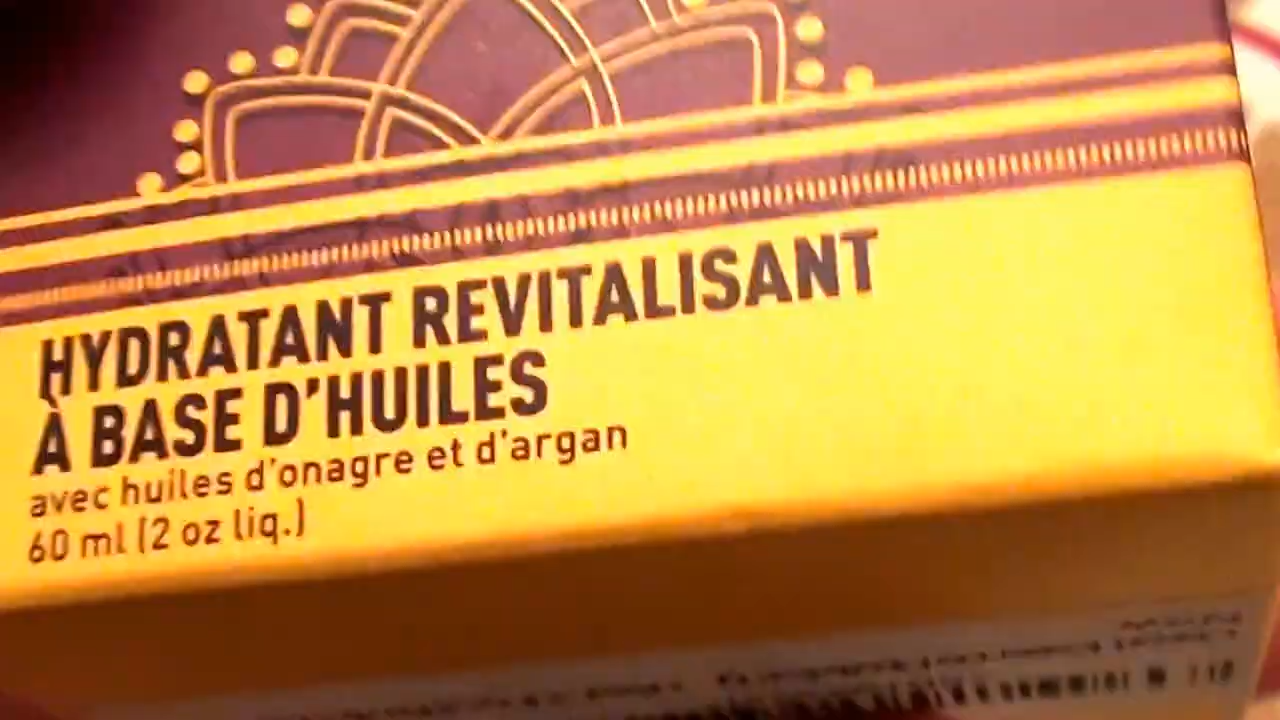 HYDRATANT REVITALISANT
À BASE D'HUILES
avec huiles d'onagre et d'argan
60 ml (2 oz liq.)